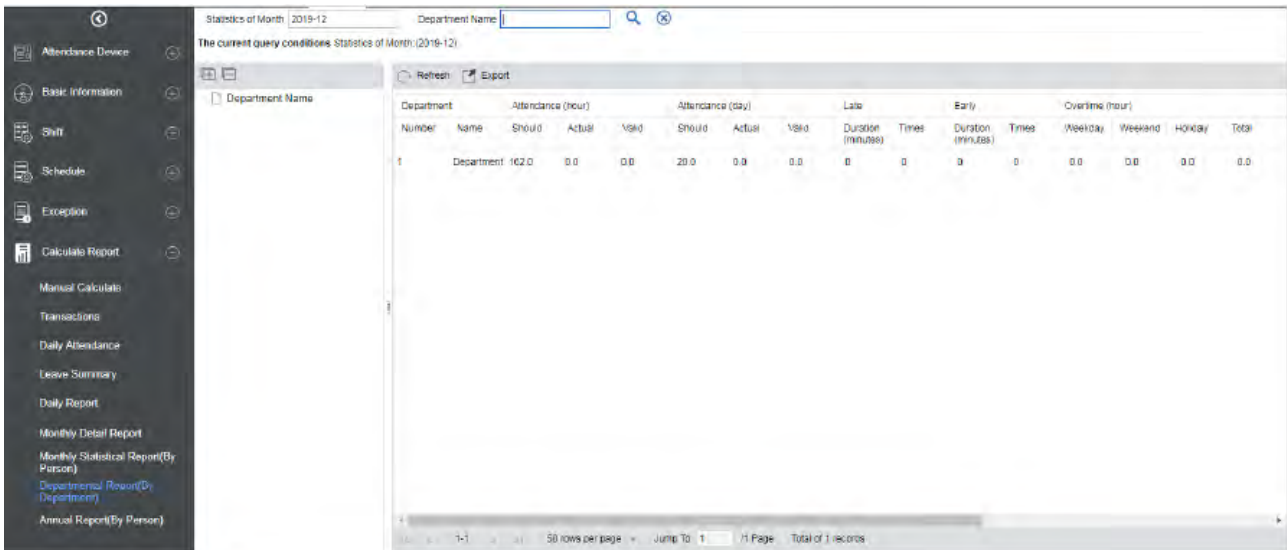 Statistics of Month 2019-12 Department Name
The current query conditions Statistics of Month:(2019-12)
Attendance Device
Basic Information
Shift
Schedule
Exception
Calculate Report
Manual Calculate
Transactions
Daily Attendance
Leave Summary
Daily Report
Monthly Detail Report
Monthly Statistical Report(By
Person)
Departmental Report(By
Department)
Annual Report(By Person)
Department Name
Refresh Export
Department Attendance (hour) Attendance (day) Late Early Overtime (hour)
Number Name Should Actual Valid Should Actual Valid Duration Times Duration Times Weekday Weekend Holiday Total
(minutes) (minutes)
1 Department 162.0 0.0 0.0 20.0 0.0 0.0 0 0 0 0 0.0 0.0 0.0 0.0
1-1 50 rows per page Jump To 1 /1 Page Total of 1 records